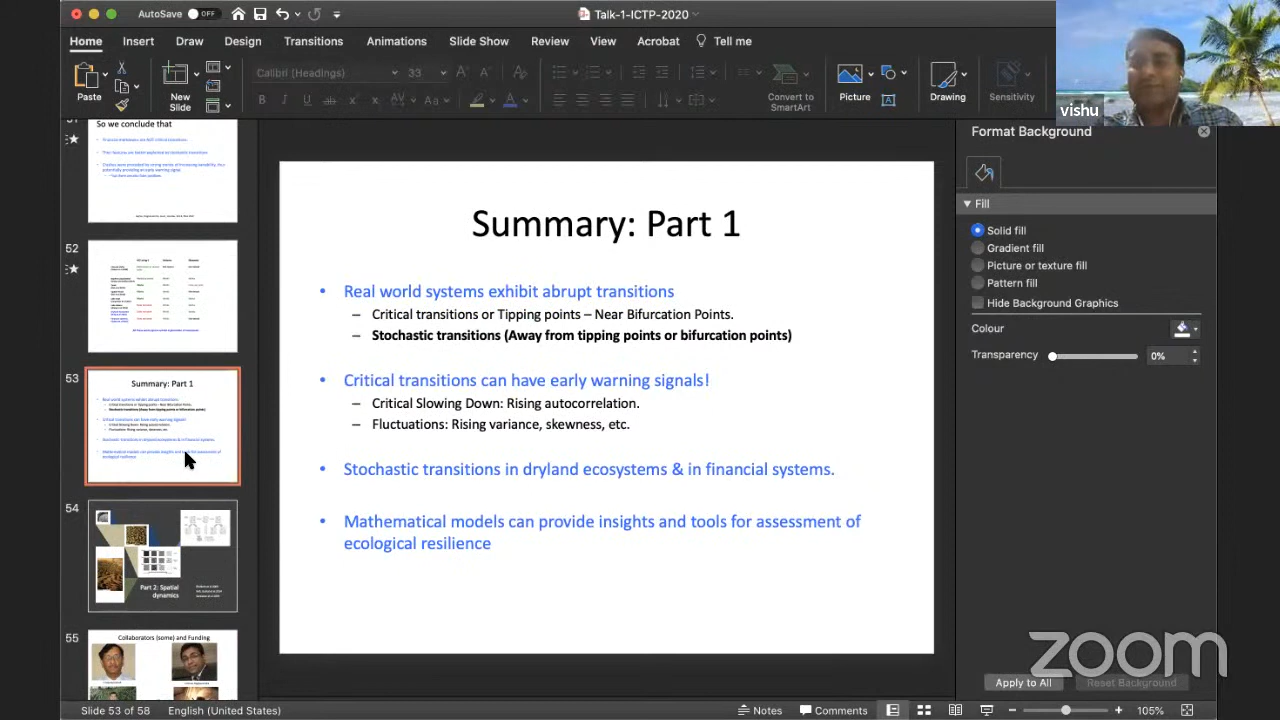 AutoSave OFF
Talk-1-ICTP-2020
Home Insert Draw Design Transitions Animations Slide Show Review View Acrobat Tell me
Paste
New
Slide
Calibri (Headings) 33
Convert to
SmartArt
Picture
Drawing
Sensitivity
vishu
Format Background
Fill
Solid fill
Gradient fill
Picture or texture fill
Pattern fill
Hide Background Graphics
Colour
Transparency 0%
Apply to All Reset Background
So we conclude that
52
53
Summary: Part 1
54
Part 2: Spatial
dynamics
55
Collaborators (some) and Funding
Summary: Part 1
• Real world systems exhibit abrupt transitions
– Critical Transitions or Tipping Points – Near Bifurcation Points.
– Stochastic transitions (Away from tipping points or bifurcation points)
• Critical transitions can have early warning signals!
– Critical Slowing Down: Rising autocorrelation.
– Fluctuations: Rising variance, skewness, etc.
• Stochastic transitions in dryland ecosystems & in financial systems.
• Mathematical models can provide insights and tools for assessment of
ecological resilience
zoom
Slide 53 of 58 English (United States) Notes Comments 105%